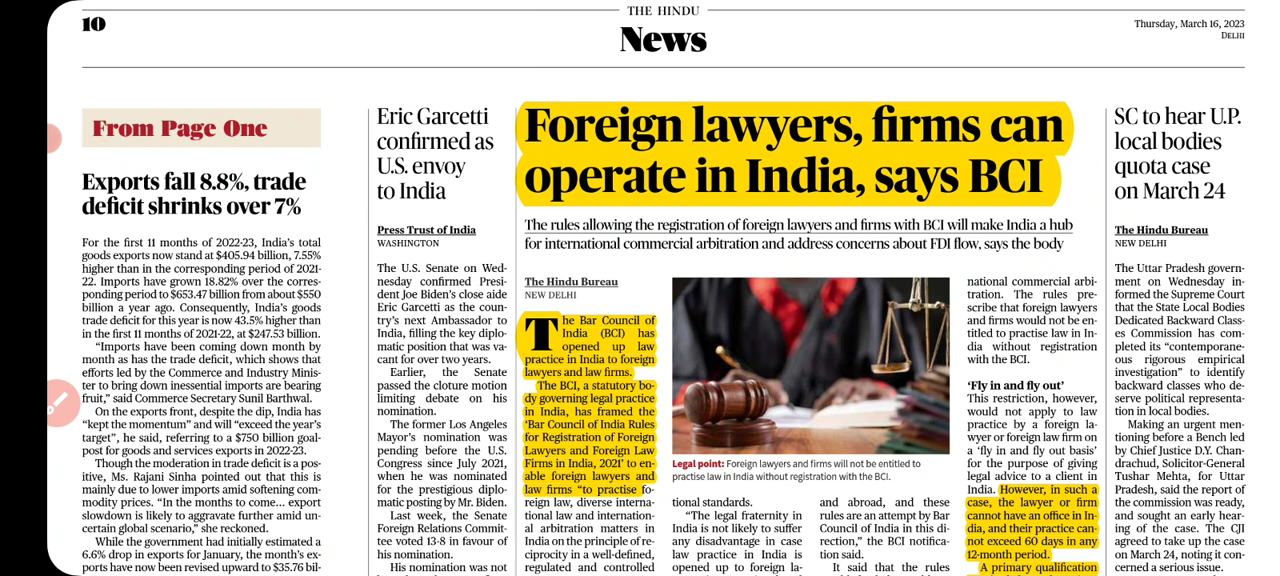 10
THE HINDU
News
Thursday, March 16, 2023
DELHI
From Page One
Exports fall 8.8%, trade
deficit shrinks over 7%
For the first 11 months of 2022-23, India's total
goods exports now stand at $405.94 billion, 7.55%
higher than in the corresponding period of 2021-
22. Imports have grown 18.82% over the corres-
ponding period to $653.47 billion from about $550
billion a year ago. Consequently, India's goods
trade deficit for this year is now 43.5% higher than
in the first 11 months of 2021-22, at $247.53 billion.
“Imports have been coming down month by
month as has the trade deficit, which shows that
efforts led by the Commerce and Industry Minis-
ter to bring down inessential imports are bearing
fruit,” said Commerce Secretary Sunil Barthwal.
On the exports front, despite the dip, India has
“kept the momentum” and will “exceed the year's
target”, he said, referring to a $750 billion goal-
post for goods and services exports in 2022-23.
Though the moderation in trade deficit is a pos-
itive, Ms. Rajani Sinha pointed out that this is
mainly due to lower imports amid softening com-
modity prices. “In the months to come... export
slowdown is likely to aggravate further amid un-
certain global scenario,” she reckoned.
While the government had initially estimated a
6.6% drop in exports for January, the month's ex-
ports have now been revised upward to $35.76 bil-
Eric Garcetti
confirmed as
U.S. envoy
to India
Press Trust of India
WASHINGTON
The U.S. Senate on Wed-
nesday confirmed Presi-
dent Joe Biden's close aide
Eric Garcetti as the coun-
try's next Ambassador to
India, filling the key diplo-
matic position that was va-
cant for over two years.
Earlier, the Senate
passed the cloture motion
limiting debate on his
nomination.
The former Los Angeles
Mayor's nomination was
pending before the U.S.
Congress since July 2021,
when he was nominated
for the prestigious diplo-
matic posting by Mr. Biden.
Last week, the Senate
Foreign Relations Commit-
tee voted 13-8 in favour of
his nomination.
His nomination was not
Foreign lawyers, firms can
operate in India, says BCI
The rules allowing the registration of foreign lawyers and firms with BCI will make India a hub
for international commercial arbitration and address concerns about FDI flow, says the body
The Hindu Bureau
NEW DELHI
The Bar Council of
India (BCI) has
opened up law
practice in India to foreign
lawyers and law firms.
The BCI, a statutory bo-
dy governing legal practice
in India, has framed the
‘Bar Council of India Rules
for Registration of Foreign
Lawyers and Foreign Law
Firms in India, 2021’ to en-
able foreign lawyers and
law firms “to practise fo-
reign law, diverse interna-
tional law and internation-
al arbitration matters in
India on the principle of re-
ciprocity in a well-defined,
regulated and controlled
Legal point: Foreign lawyers and firms will not be entitled to
practise law in India without registration with the BCI.
tional standards.
“The legal fraternity in
India is not likely to suffer
any disadvantage in case
law practice in India is
opened up to foreign la-
and abroad, and these
rules are an attempt by Bar
Council of India in this di-
rection,” the BCI notifica-
tion said.
It said that the rules
national commercial arbi-
tration. The rules pre-
scribe that foreign lawyers
and firms would not be en-
titled to practise law in In-
dia without registration
with the BCI.
‘Fly in and fly out’
This restriction, however,
would not apply to law
practice by a foreign la-
wyer or foreign law firm on
a ‘fly in and fly out basis’
for the purpose of giving
legal advice to a client in
India. However, in such a
case, the lawyer or firm
cannot have an office in In-
dia, and their practice can-
not exceed 60 days in any
12-month period.
A primary qualification
SC to hear U.P.
local bodies
quota case
on March 24
The Hindu Bureau
NEW DELHI
The Uttar Pradesh govern-
ment on Wednesday in-
formed the Supreme Court
that the State Local Bodies
Dedicated Backward Class-
es Commission has com-
pleted its “contemporane-
ous rigorous empirical
investigation” to identify
backward classes who de-
serve political representa-
tion in local bodies.
Making an urgent men-
tioning before a Bench led
by Chief Justice D.Y. Chan-
drachud, Solicitor-General
Tushar Mehta, for Uttar
Pradesh, said the report of
the commission was ready,
and sought an early hear-
ing of the case. The CJI
agreed to take up the case
on March 24, noting it con-
cerned a serious issue.